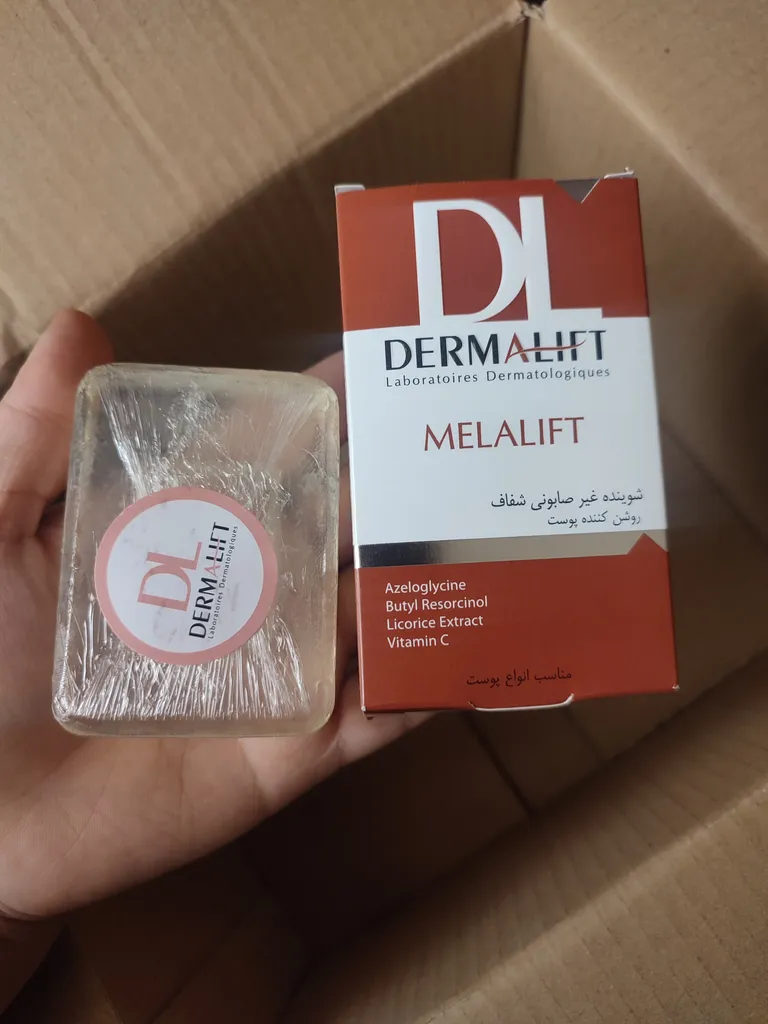 DL
DERMALIFT
Laboratoires Dermatologiques
MELALIFT
شوینده غیر صابونی شفاف
روشن کننده پوست
Azeloglycine
Butyl Resorcinol
Licorice Extract
Vitamin C
مناسب انواع پوست
DL
DERMALIFT
Laboratoires Dermatologiques